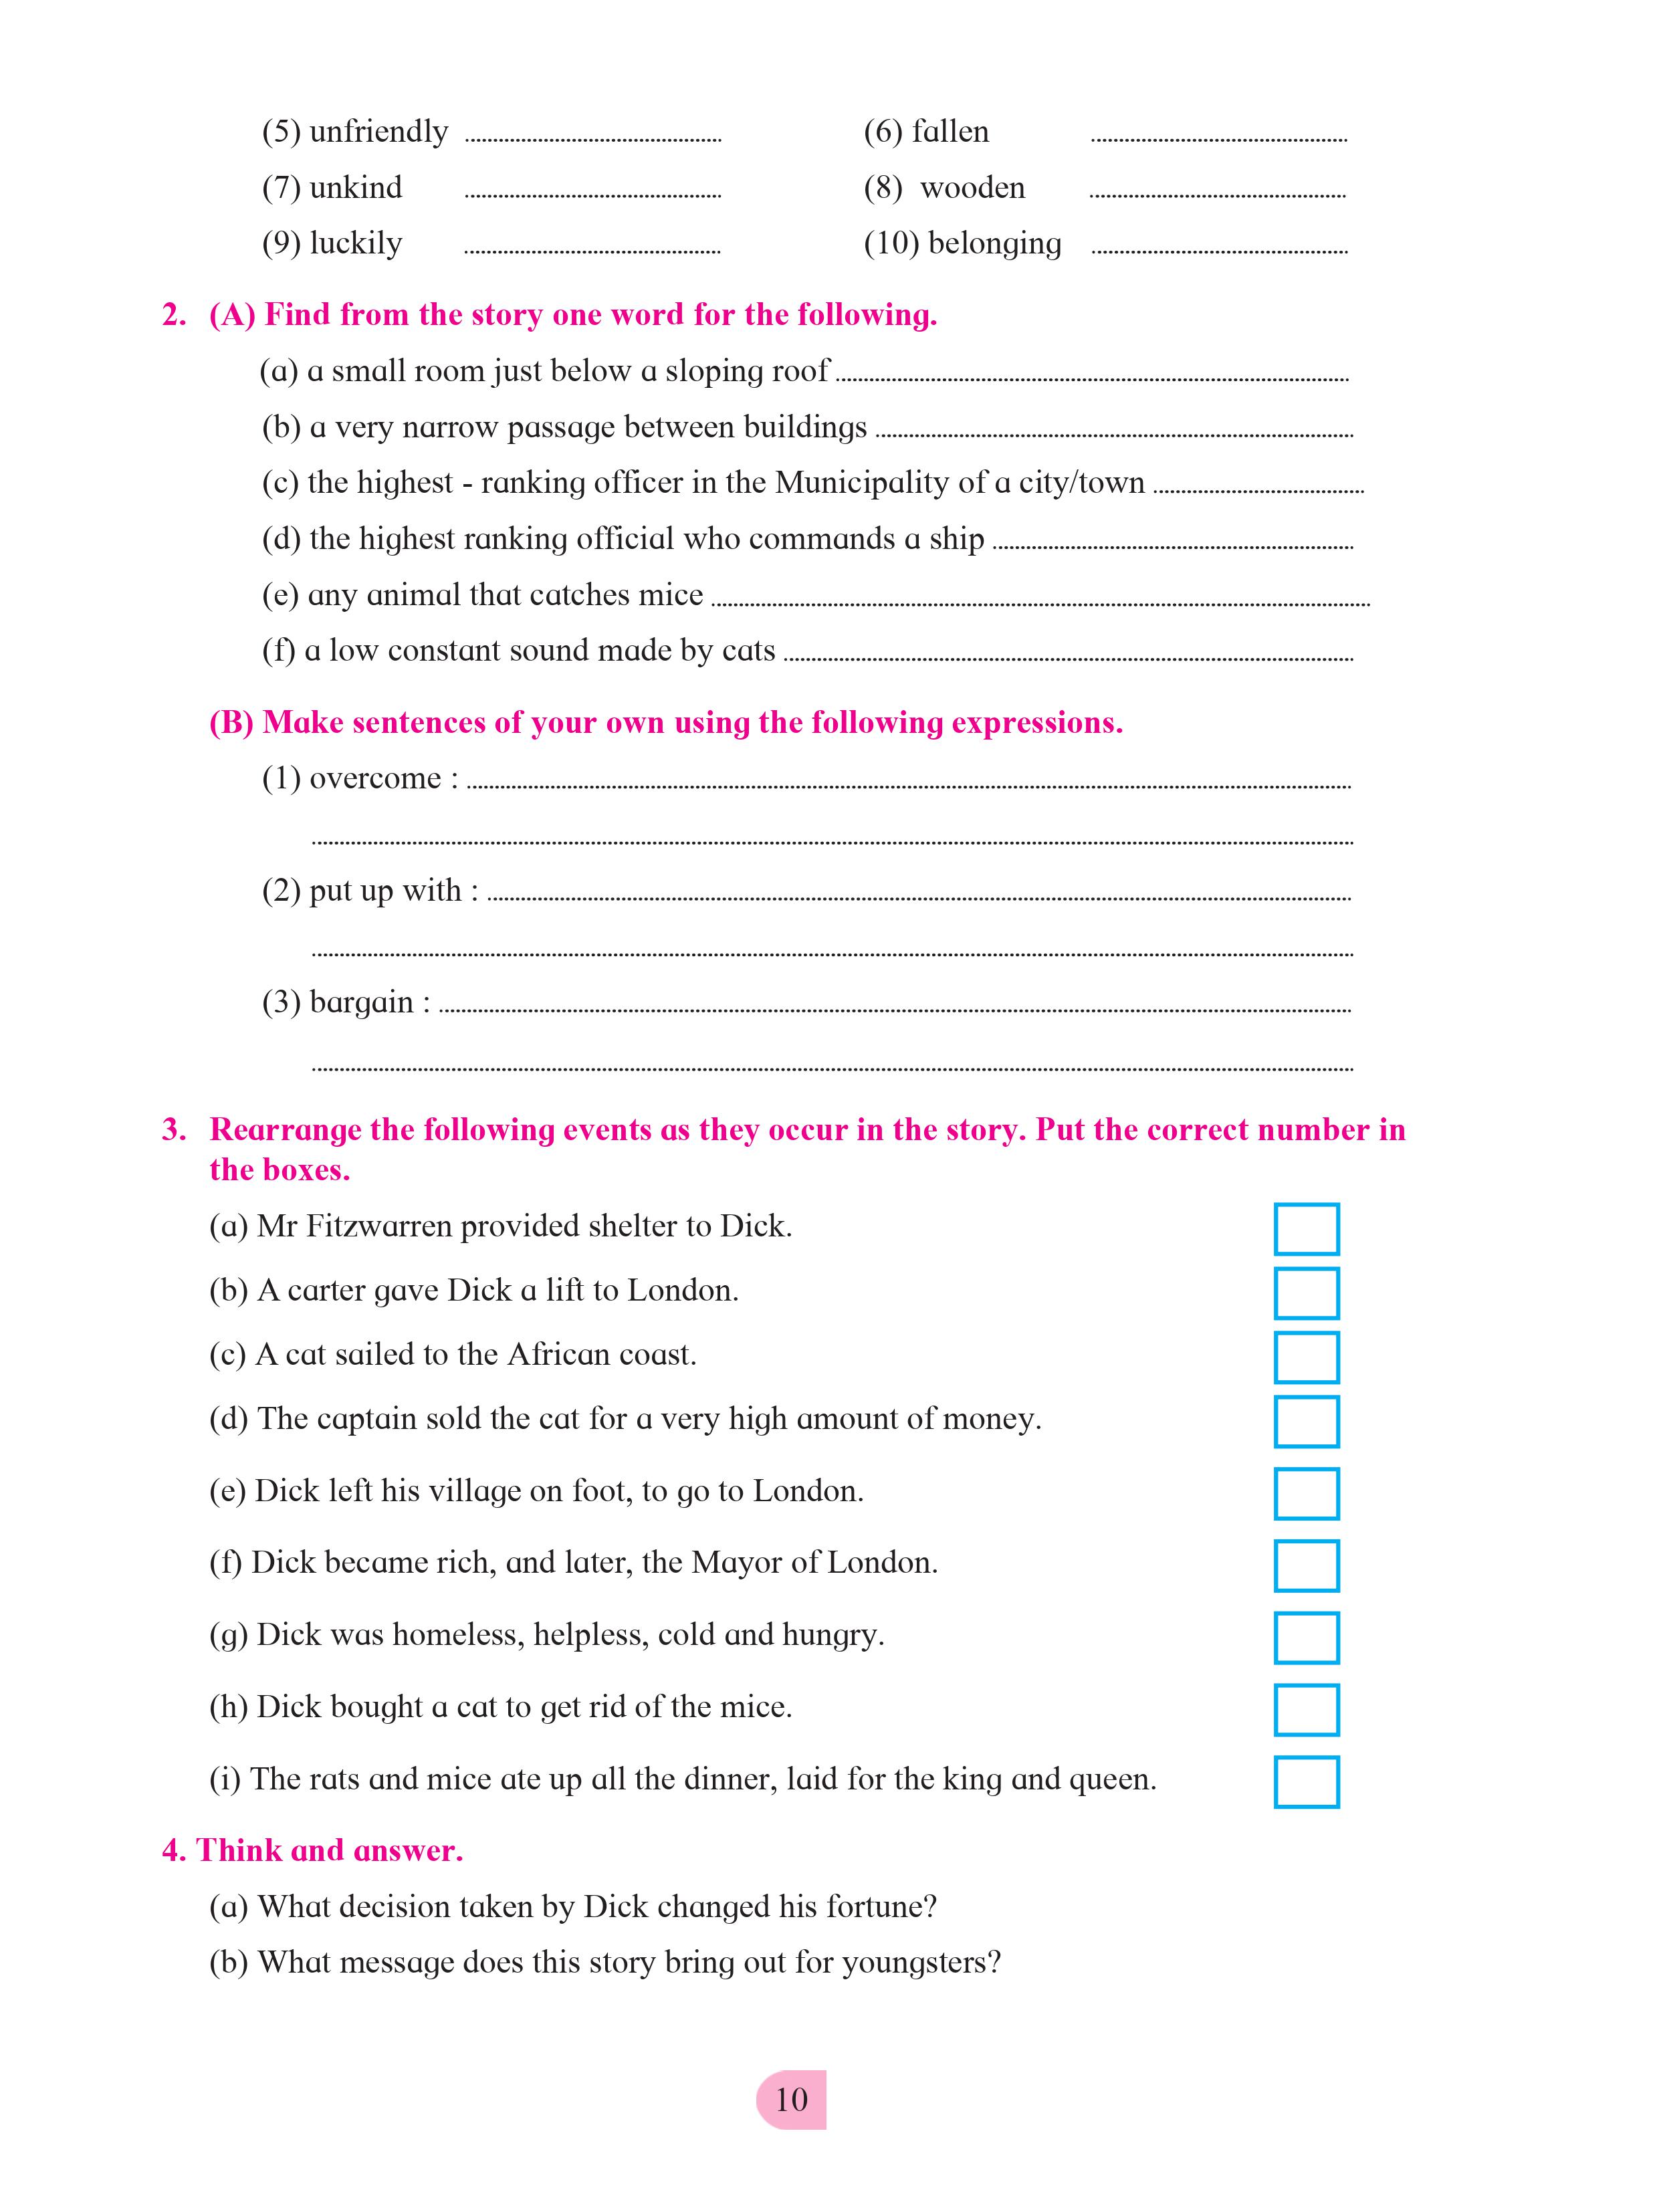 (5) unfriendly ............................ (6) fallen ............................
(7) unkind ............................ (8) wooden ............................
(9) luckily ............................ (10) belonging ............................
2. (A) Find from the story one word for the following.
(a) a small room just below a sloping roof ............................
(b) a very narrow passage between buildings ............................
(c) the highest - ranking officer in the Municipality of a city/town ............................
(d) the highest ranking official who commands a ship ............................
(e) any animal that catches mice ............................
(f) a low constant sound made by cats ............................
(B) Make sentences of your own using the following expressions.
(1) overcome : ............................
............................
(2) put up with : ............................
............................
(3) bargain : ............................
............................
3. Rearrange the following events as they occur in the story. Put the correct number in
the boxes.
(a) Mr Fitzwarren provided shelter to Dick.
(b) A carter gave Dick a lift to London.
(c) A cat sailed to the African coast.
(d) The captain sold the cat for a very high amount of money.
(e) Dick left his village on foot, to go to London.
(f) Dick became rich, and later, the Mayor of London.
(g) Dick was homeless, helpless, cold and hungry.
(h) Dick bought a cat to get rid of the mice.
(i) The rats and mice ate up all the dinner, laid for the king and queen.
4. Think and answer.
(a) What decision taken by Dick changed his fortune?
(b) What message does this story bring out for youngsters?
10